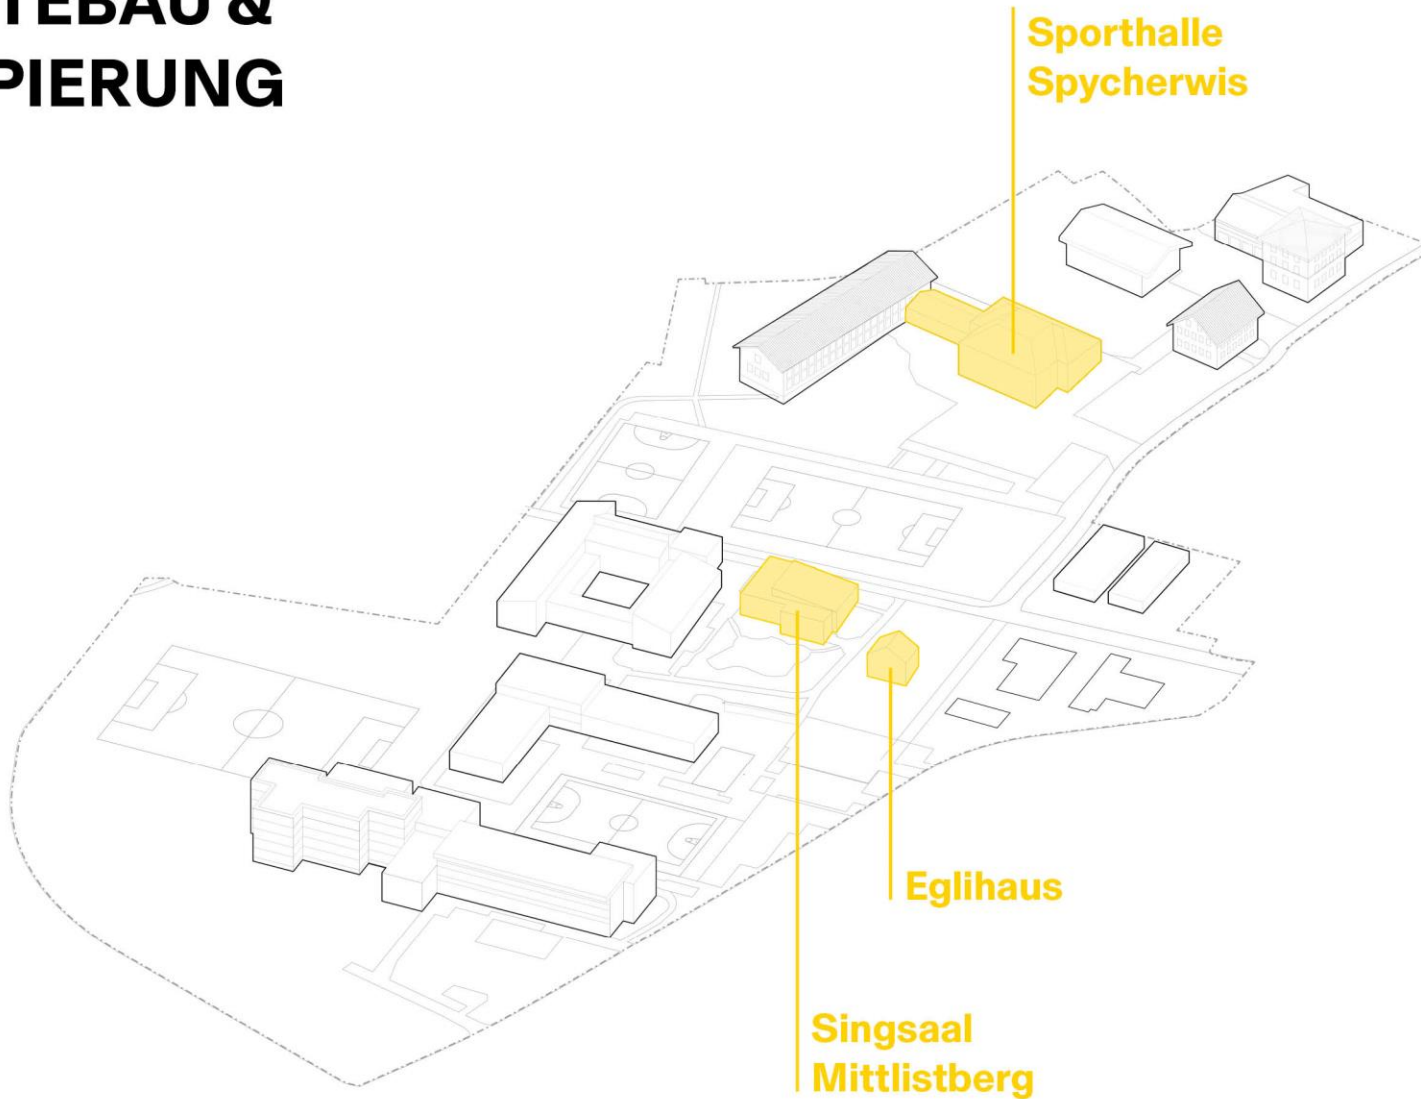 TEBAU &
PIERUNG
Sporthalle
Spycherwis
Eglihaus
Singsaal
Mittlistberg